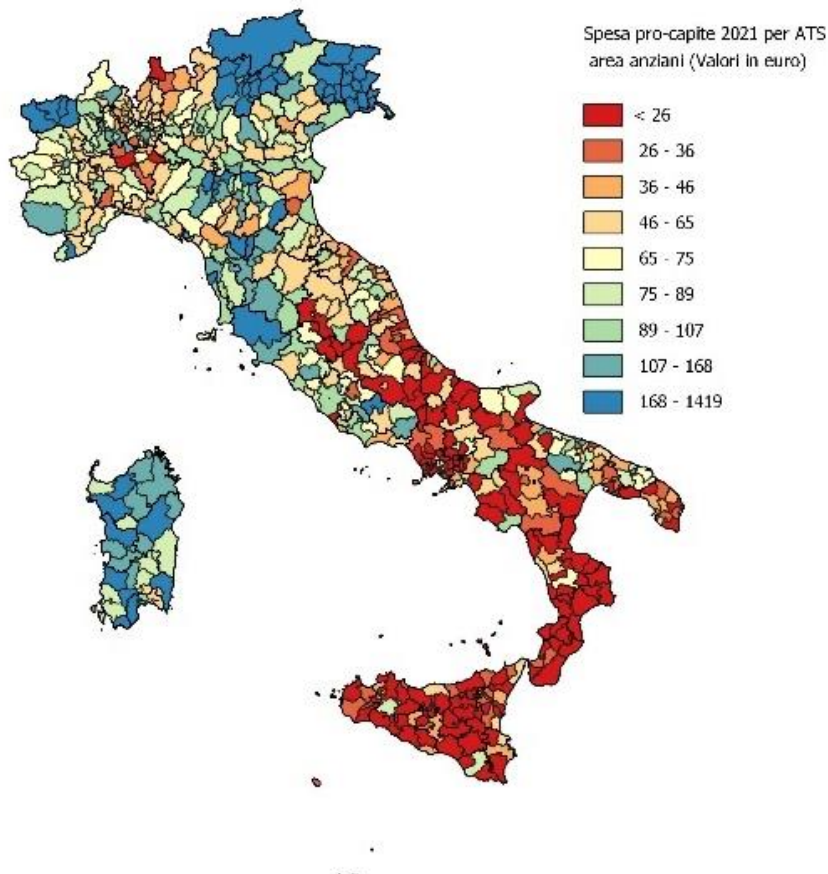 Spesa pro-capite 2021 per ATS
area anziani (Valori in euro)
< 26
26 - 36
36 - 46
46 - 65
65 - 75
75 - 89
89 - 107
107 - 168
168 - 1419